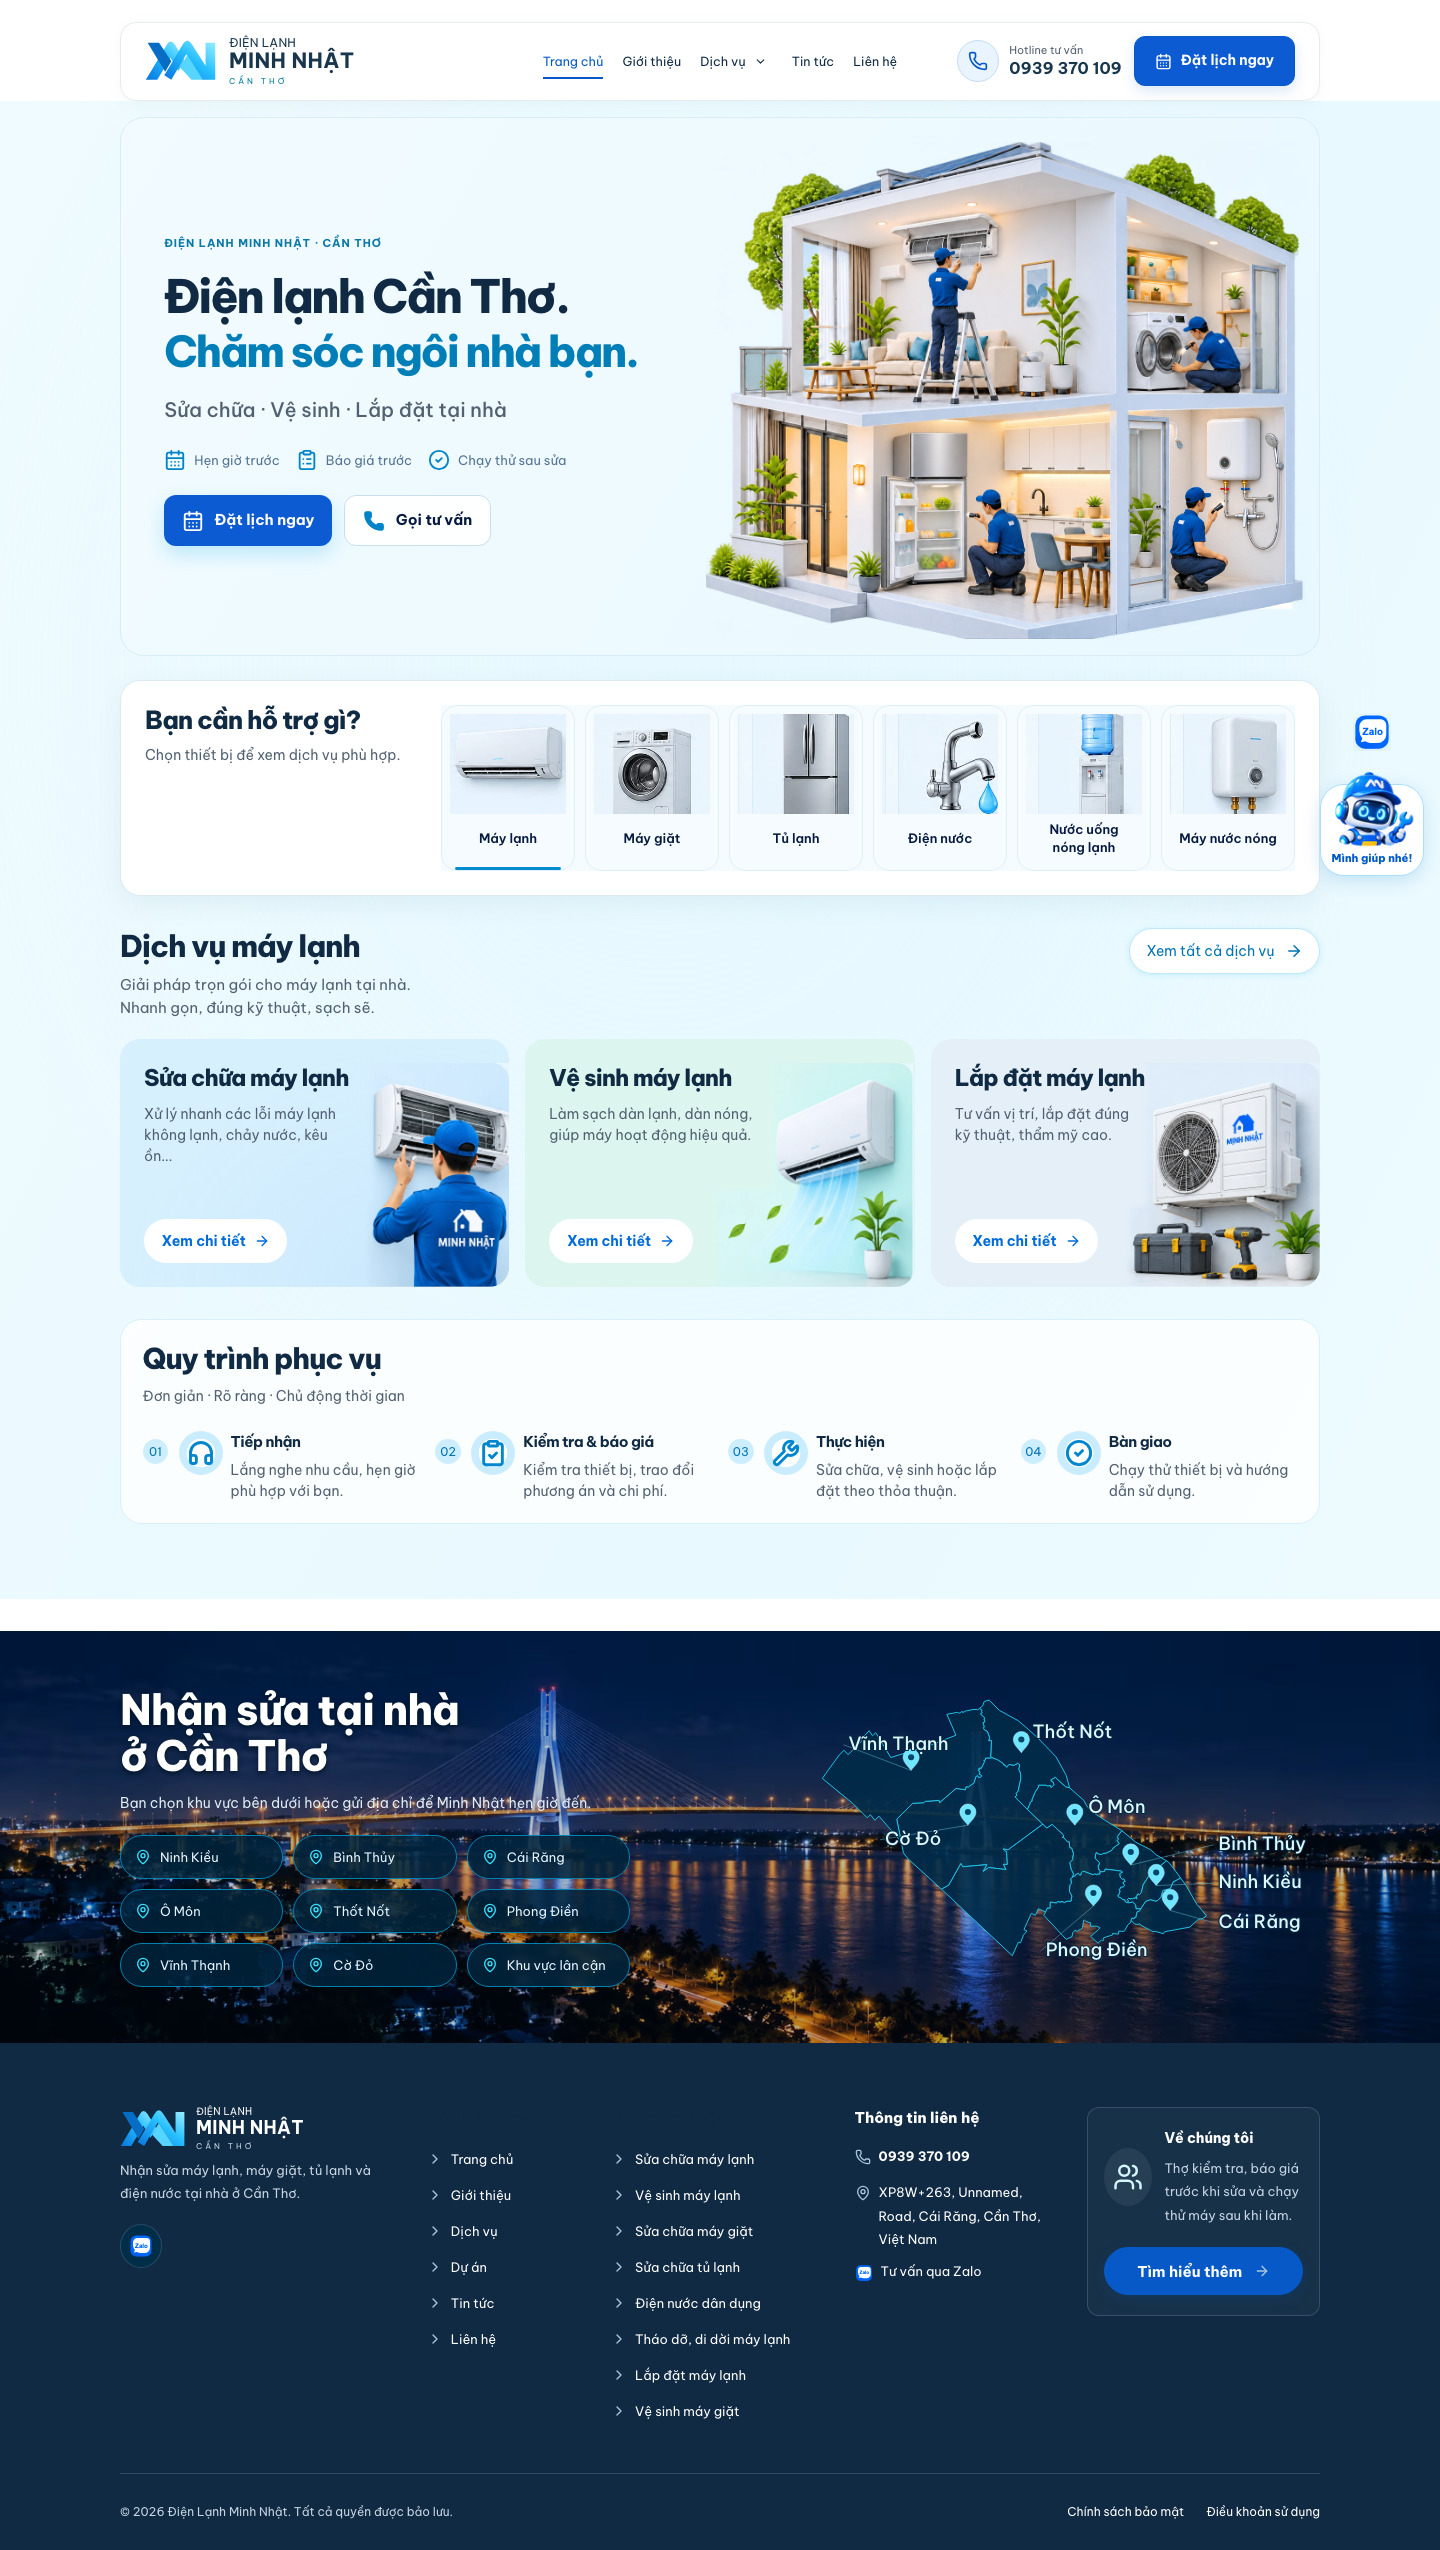 ĐIỆN LẠNH
MINH NHẬT
CẦN THƠ
Trang chủ
Giới thiệu
Dịch vụ
Tin tức
Liên hệ
Hotline tư vấn
0939 370 109
Đặt lịch ngay
ĐIỆN LẠNH MINH NHẬT · CẦN THƠ
Điện lạnh Cần Thơ.
Chăm sóc ngôi nhà bạn.
Sửa chữa · Vệ sinh · Lắp đặt tại nhà
Hẹn giờ trước
Báo giá trước
Chạy thử sau sửa
Đặt lịch ngay
Gọi tư vấn
Bạn cần hỗ trợ gì?
Chọn thiết bị để xem dịch vụ phù hợp.
Máy lạnh
Máy giặt
Tủ lạnh
Điện nước
Nước uống
nóng lạnh
Máy nước nóng
Zalo
Mình giúp nhé!
Dịch vụ máy lạnh
Giải pháp trọn gói cho máy lạnh tại nhà.
Nhanh gọn, đúng kỹ thuật, sạch sẽ.
Xem tất cả dịch vụ
Sửa chữa máy lạnh
Xử lý nhanh các lỗi máy lạnh
không lạnh, chảy nước, kêu
ồn...
Xem chi tiết
MINH NHẬT
Vệ sinh máy lạnh
Làm sạch dàn lạnh, dàn nóng,
giúp máy hoạt động hiệu quả.
Xem chi tiết
Lắp đặt máy lạnh
Tư vấn vị trí, lắp đặt đúng
kỹ thuật, thẩm mỹ cao.
Xem chi tiết
MINH NHẬT
Quy trình phục vụ
Đơn giản · Rõ ràng · Chủ động thời gian
01
Tiếp nhận
Lắng nghe nhu cầu, hẹn giờ
phù hợp với bạn.
02
Kiểm tra & báo giá
Kiểm tra thiết bị, trao đổi
phương án và chi phí.
03
Thực hiện
Sửa chữa, vệ sinh hoặc lắp
đặt theo thỏa thuận.
04
Bàn giao
Chạy thử thiết bị và hướng
dẫn sử dụng.
Nhận sửa tại nhà
ở Cần Thơ
Bạn chọn khu vực bên dưới hoặc gửi địa chỉ để Minh Nhật hẹn giờ đến.
Ninh Kiều
Bình Thủy
Cái Răng
Ô Môn
Thốt Nốt
Phong Điền
Vĩnh Thạnh
Cờ Đỏ
Khu vực lân cận
Thốt Nốt
Vĩnh Thạnh
Ô Môn
Cờ Đỏ
Bình Thủy
Ninh Kiều
Cái Răng
Phong Điền
ĐIỆN LẠNH
MINH NHẬT
CẦN THƠ
Nhận sửa máy lạnh, máy giặt, tủ lạnh và
điện nước tại nhà ở Cần Thơ.
Zalo
Trang chủ
Giới thiệu
Dịch vụ
Dự án
Tin tức
Liên hệ
Sửa chữa máy lạnh
Vệ sinh máy lạnh
Sửa chữa máy giặt
Sửa chữa tủ lạnh
Điện nước dân dụng
Tháo dỡ, di dời máy lạnh
Lắp đặt máy lạnh
Vệ sinh máy giặt
Thông tin liên hệ
0939 370 109
XP8W+263, Unnamed,
Road, Cái Răng, Cần Thơ,
Việt Nam
Zalo
Tư vấn qua Zalo
Về chúng tôi
Thợ kiểm tra, báo giá
trước khi sửa và chạy
thử máy sau khi làm.
Tìm hiểu thêm
© 2026 Điện Lạnh Minh Nhật. Tất cả quyền được bảo lưu.
Chính sách bảo mật
Điều khoản sử dụng